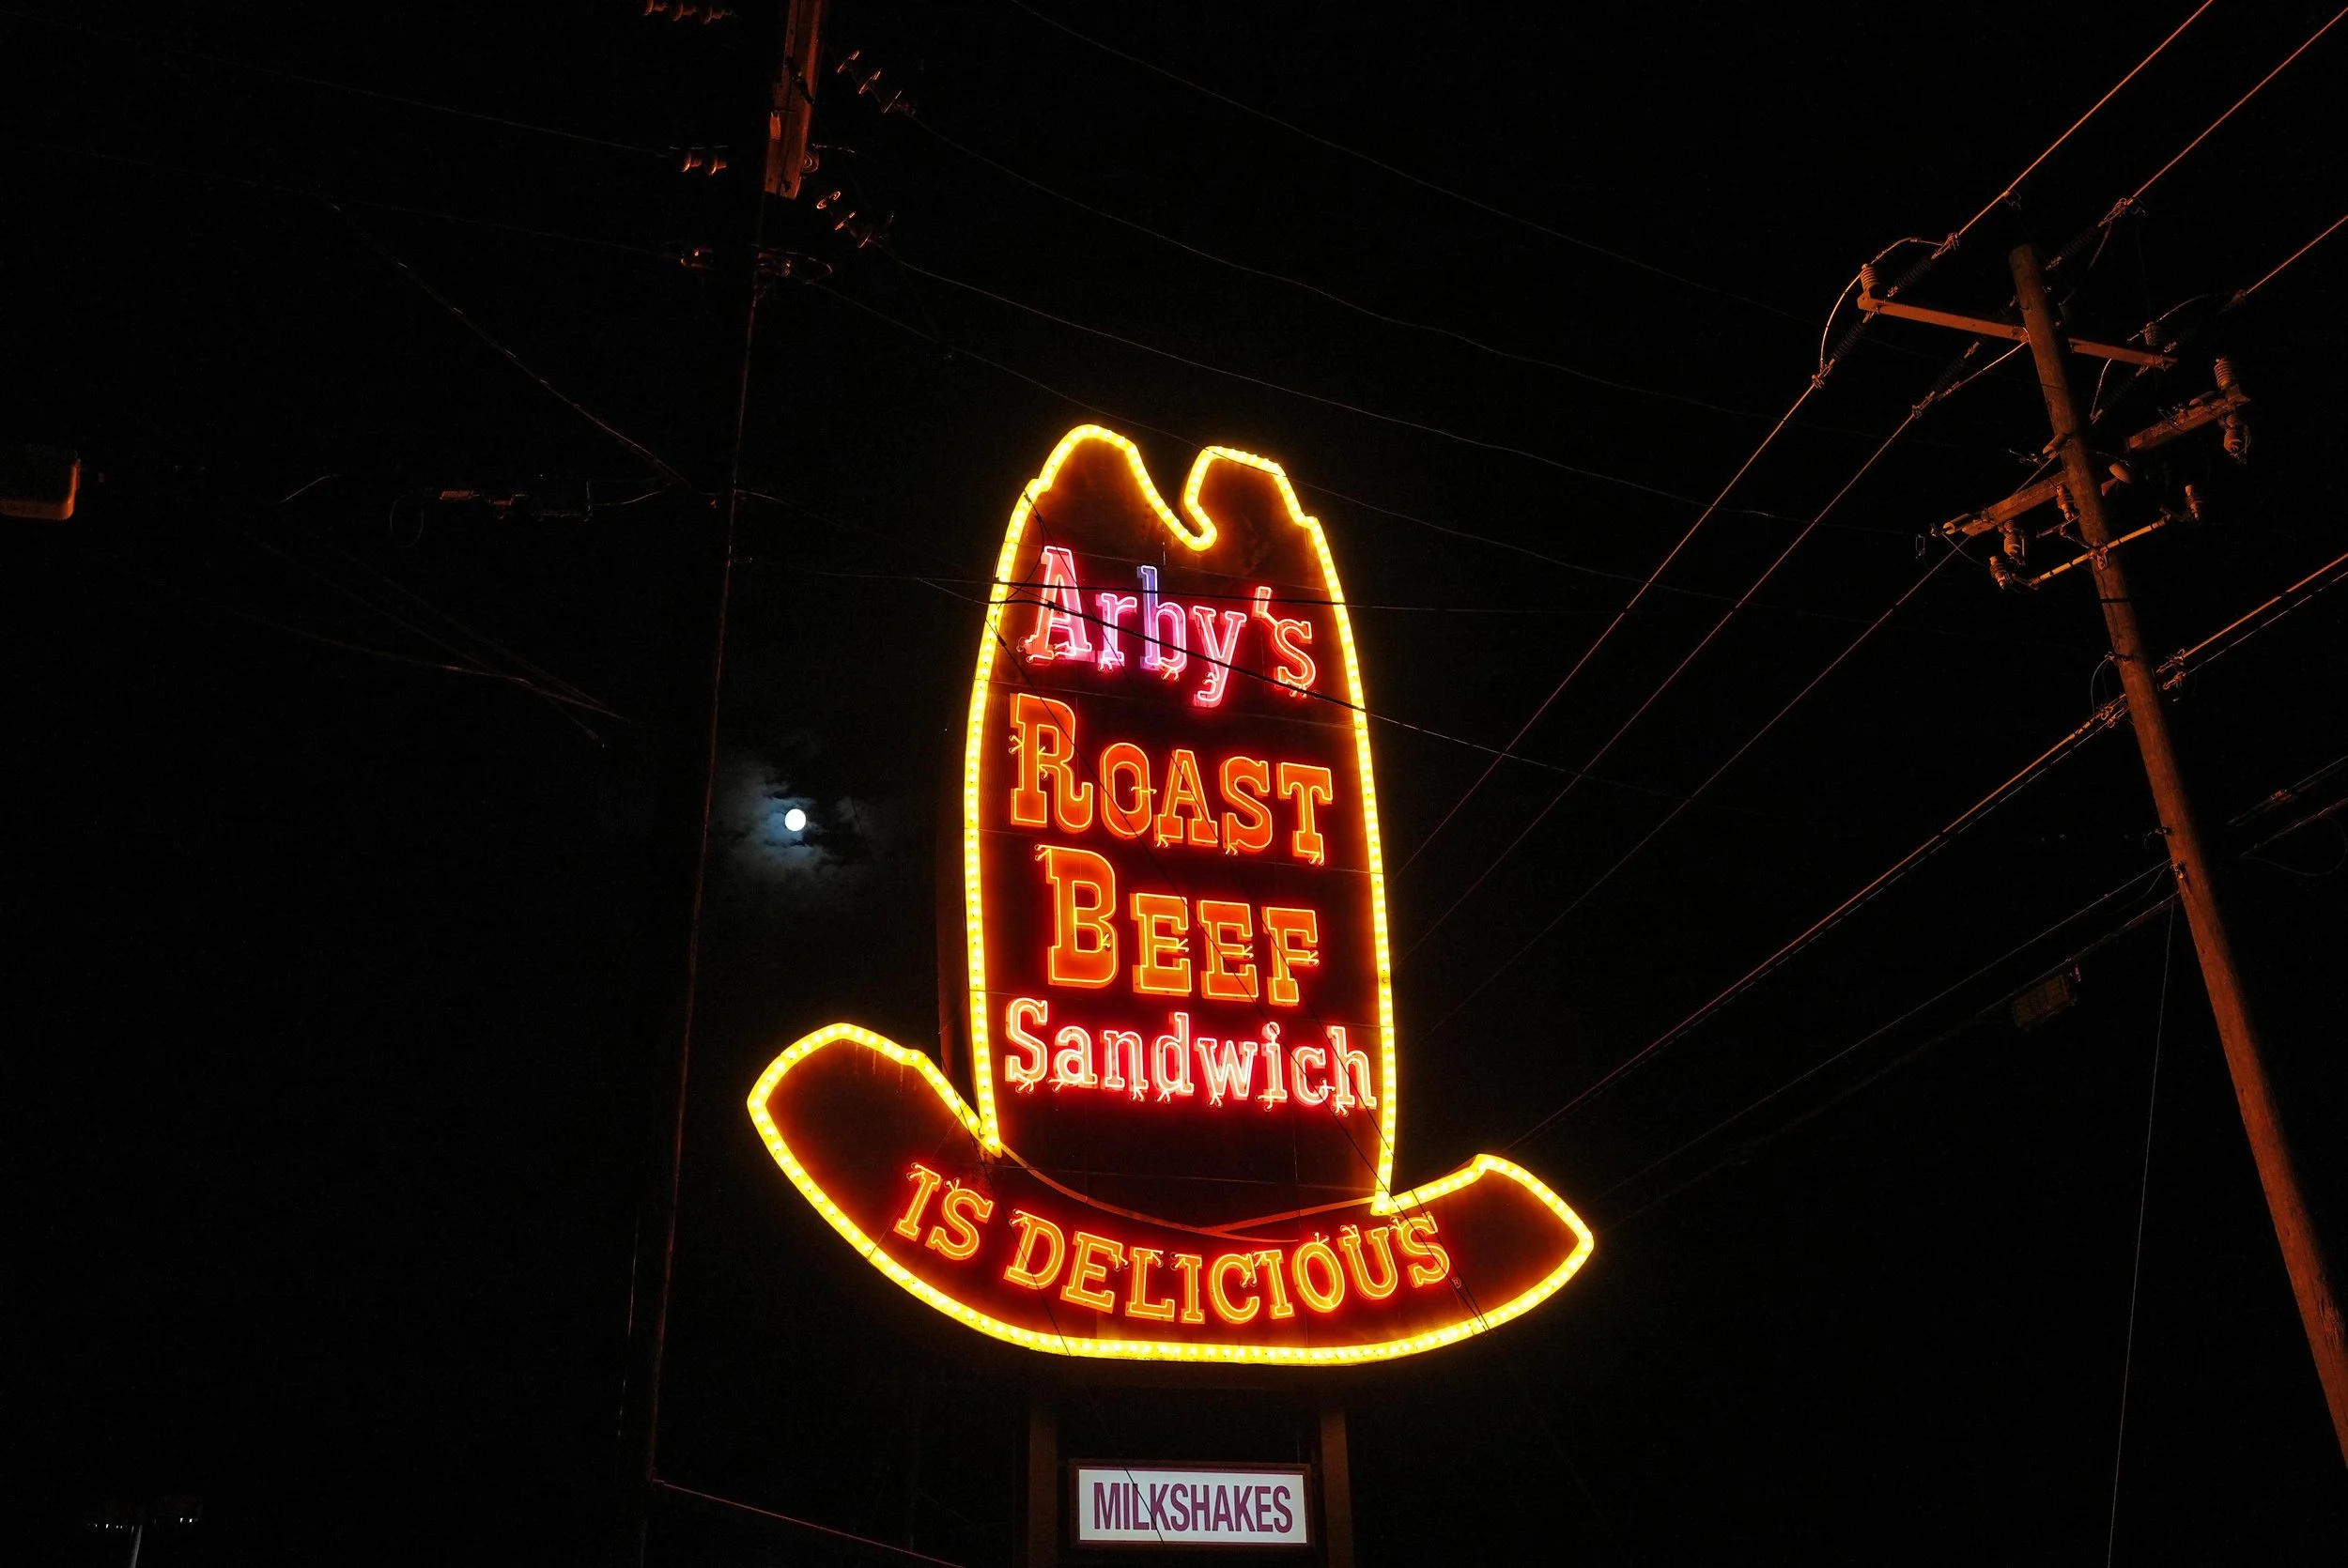 Arby's
ROAST
BEEF
Sandwich
IS DELICIOUS
MILKSHAKES